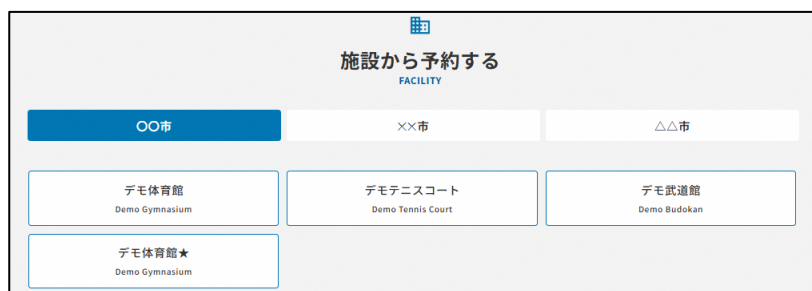 施設から予約する
FACILITY
〇〇市
××市
△△市
デモ体育館
Demo Gymnasium
デモテニスコート
Demo Tennis Court
デモ武道館
Demo Budokan
デモ体育館★
Demo Gymnasium